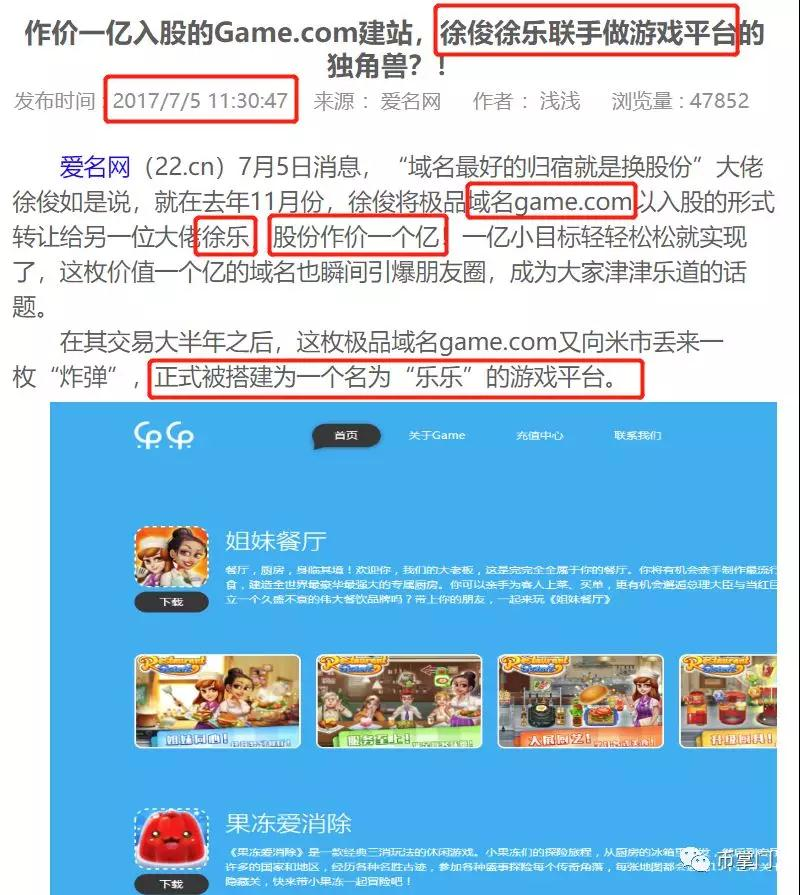 作价一亿入股的Game.com建站，徐俊徐乐联手做游戏平台的
独角兽？！
发布时间：2017/7/5 11:30:47 来源： 爱名网 作者： 浅浅 浏览量：47852
爱名网（22.cn）7月5日消息，“域名最好的归宿就是换股份”大佬
徐俊如是说，就在去年11月份，徐俊将极品域名game.com以入股的形式
转让给另一位大佬徐乐，股份作价一个亿！一亿小目标轻轻松松就实现
了，这枚价值一个亿的域名也瞬间引爆朋友圈，成为大家津津乐道的话
题。
在其交易大半年之后，这枚极品域名game.com又向米市丢来一
枚“炸弹”，正式被搭建为一个名为“乐乐”的游戏平台。
首页 关于Game 充值中心 联系我们
姐妹餐厅
餐厅，厨房，身临其境！欢迎你，我们的大老板，这是完完全全属于你的餐厅。你将有机会亲手制作最流行
食，建造全世界最豪华最强大的专属厨房。你可以亲手为客人上菜、买单，更有机会邂逅总理大臣与当红巨
立一个久盛不衰的伟大餐饮品牌吗？带上你的朋友，一起来玩《姐妹餐厅》
下载
Restaurant Restaurant Restaurant Restaurant
姐妹同心！ 服务至上！ 大展厨艺！ 升级厨具！
果冻爱消除
《果冻爱消除》是一款经典三消玩法的休闲游戏。小果冻们的探险旅程，从厨房的冰箱里
许多的国家和地区，经历各种名胜古迹，参加各种盛事探险每个传奇角落，每张地图都会
隐藏关，快来带小果冻一起冒险吧！
下载
币掌门